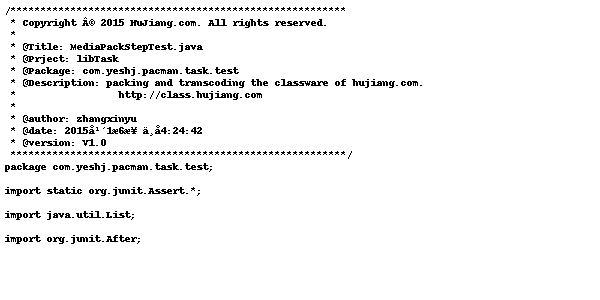 /********************************************************
* Copyright Â© 2015 HuJiang.com. All rights reserved.
*
* @Title: MediaPackStepTest.java
* @Prject: libTask
* @Package: com.yeshj.pacman.task.test
* @Description: packing and transcoding the classware of hujiang.com.
* http://class.hujiang.com
*
* @author: zhangxinyu
* @date: 2015å¹´1æ6æ¥ ä¸å4:24:42
* @version: V1.0
********************************************************/
package com.yeshj.pacman.task.test;
import static org.junit.Assert.*;
import java.util.List;
import org.junit.After;